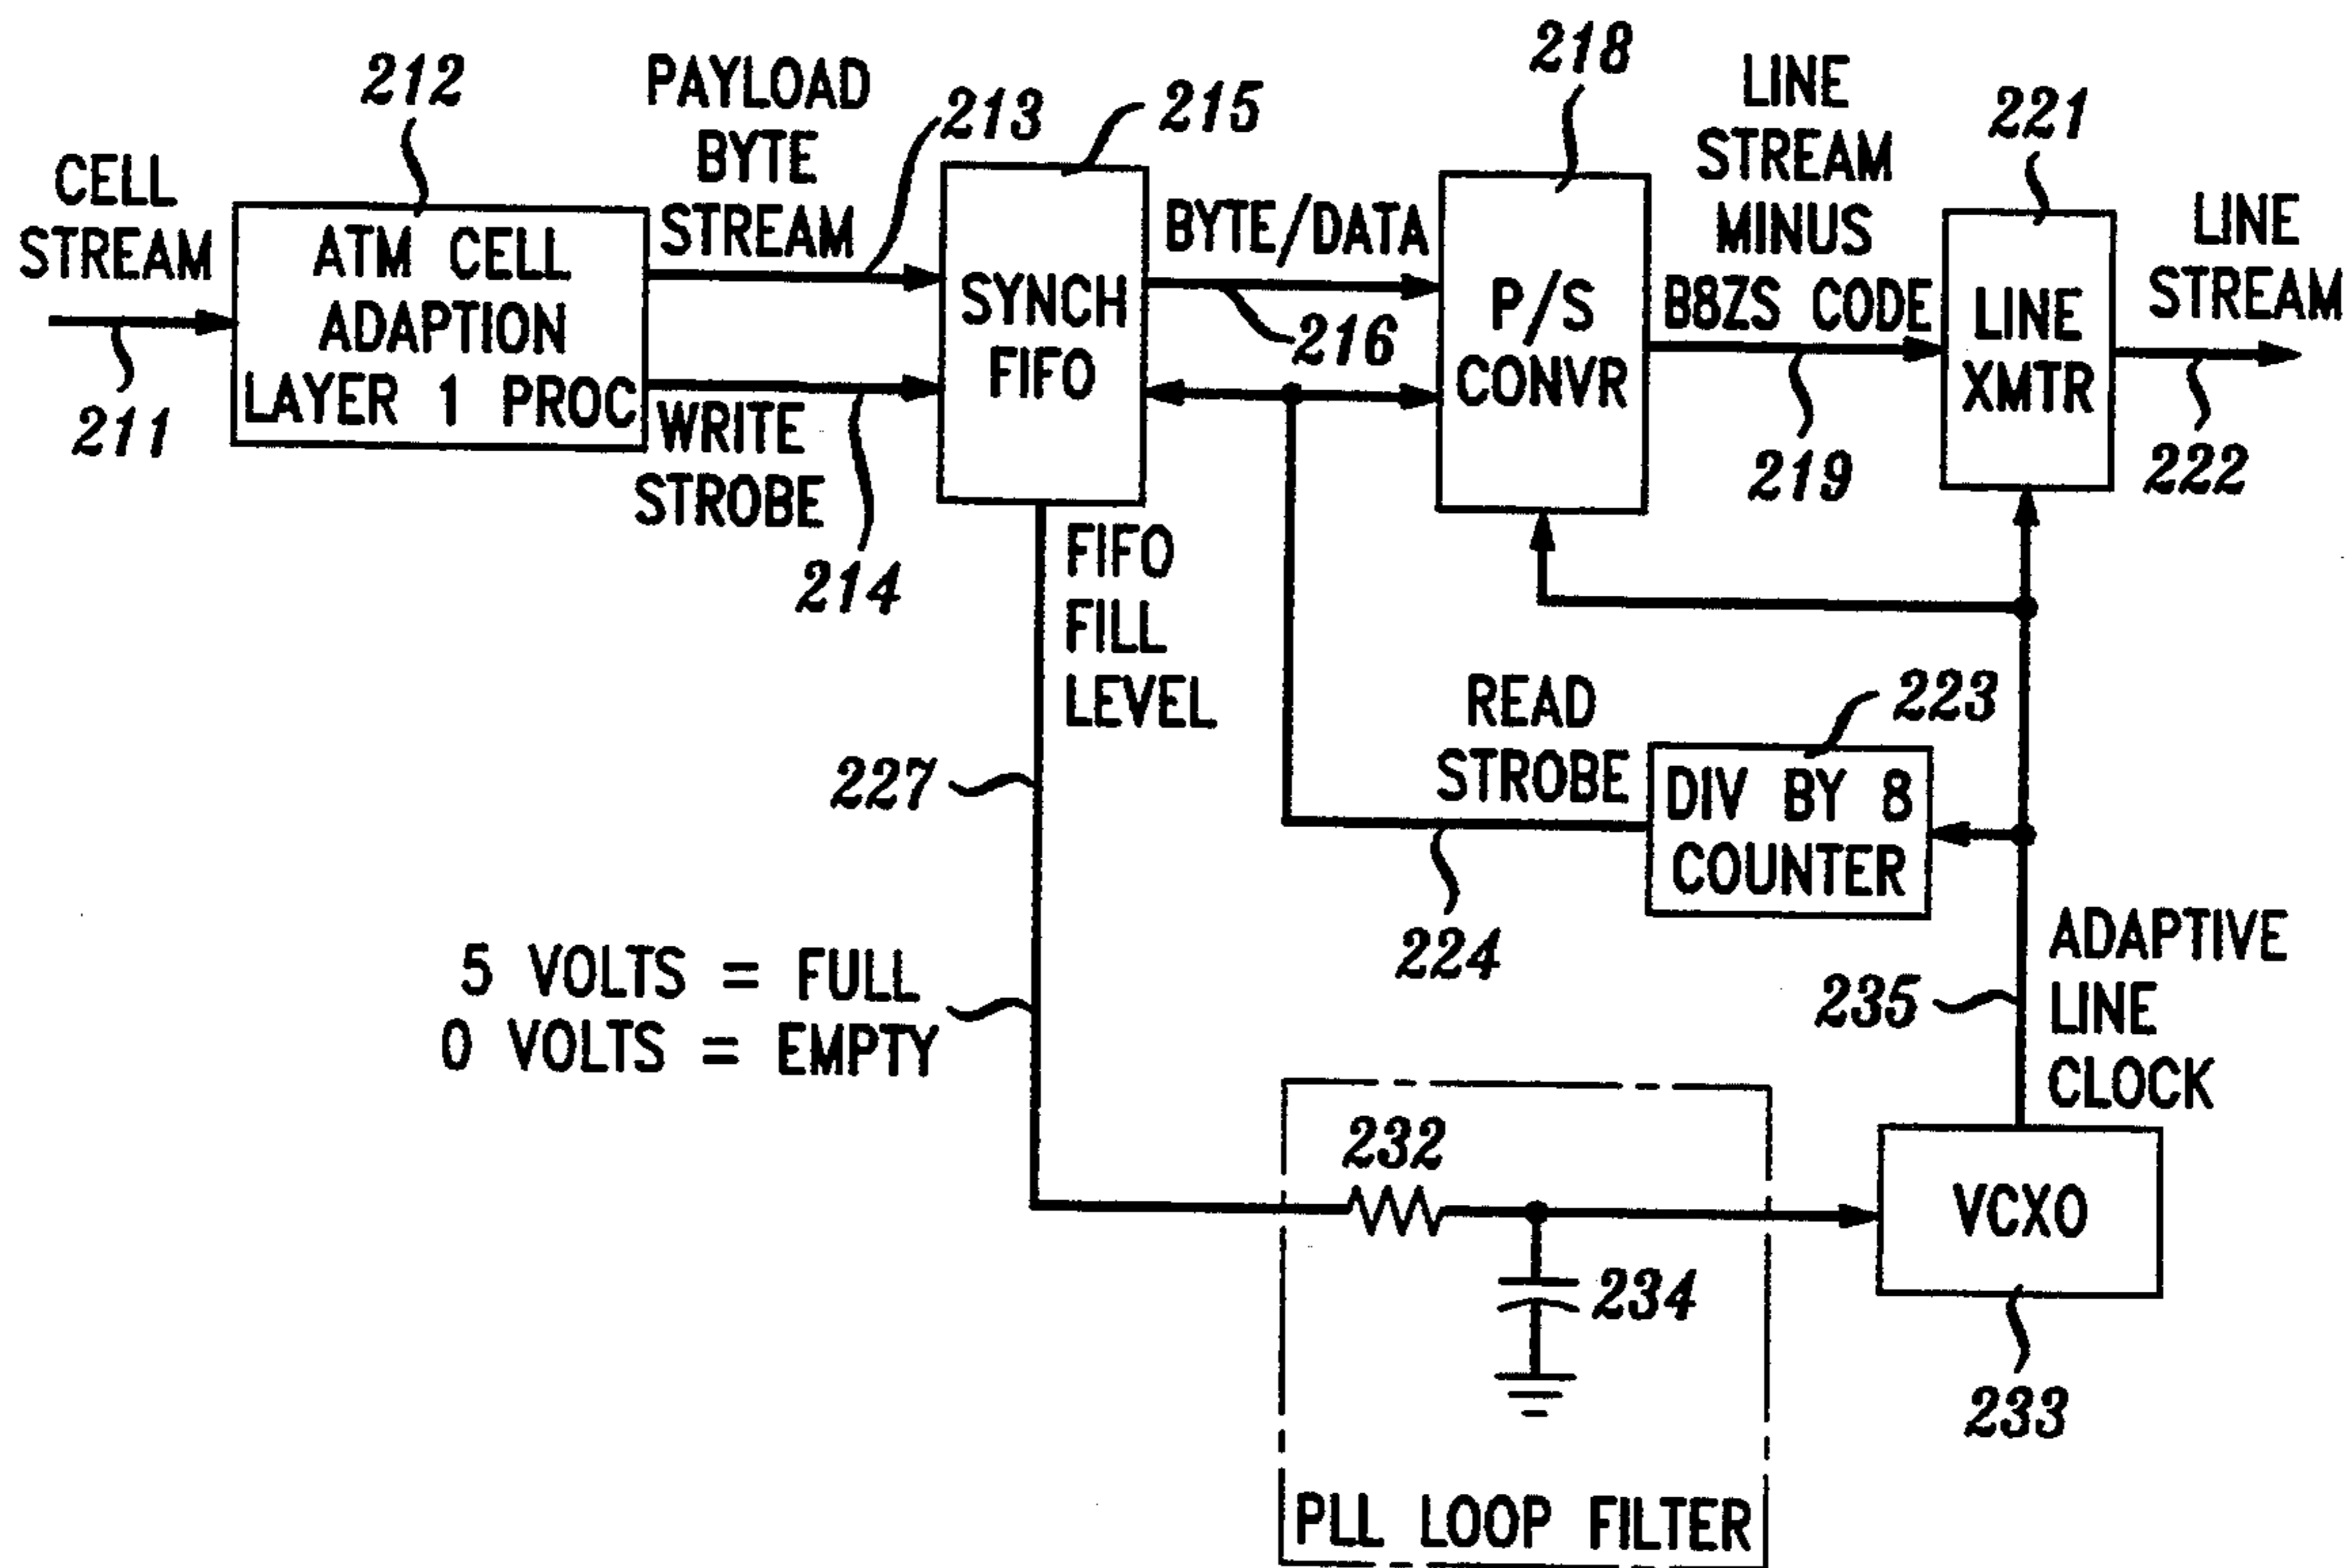 212
PAYLOAD
BYTE
STREAM
213
215
218
LINE
STREAM
MINUS
B8ZS CODE
221
LINE
STREAM
CELL
STREAM
211
ATM CELL
ADAPTION
LAYER 1 PROC
WRITE
STROBE
214
SYNCH
FIFO
BYTE/DATA
216
P/S
CONVR
219
LINE
XMTR
222
FIFO
FILL
LEVEL
227
READ
STROBE
223
DIV BY 8
COUNTER
224
5 VOLTS = FULL
0 VOLTS = EMPTY
235
ADAPTIVE
LINE
CLOCK
232
234
VCXO
233
PLL LOOP FILTER